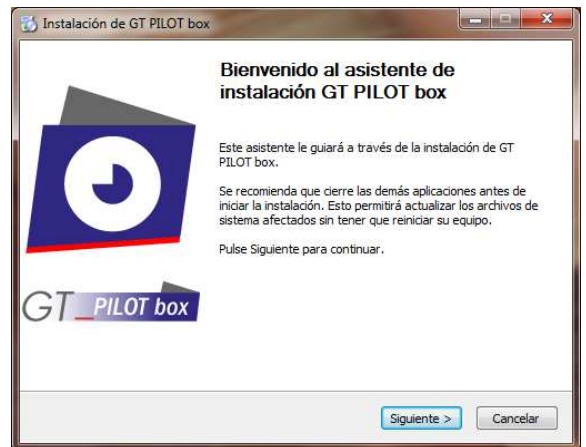 Instalación de GT PILOT box
Bienvenido al asistente de
instalación GT PILOT box
Este asistente le guiará a través de la instalación de GT
PILOT box.
Se recomienda que cierre las demás aplicaciones antes de
iniciar la instalación. Esto permitirá actualizar los archivos de
sistema afectados sin tener que reiniciar su equipo.
Pulse Siguiente para continuar.
GT_PILOT box
Siguiente >
Cancelar